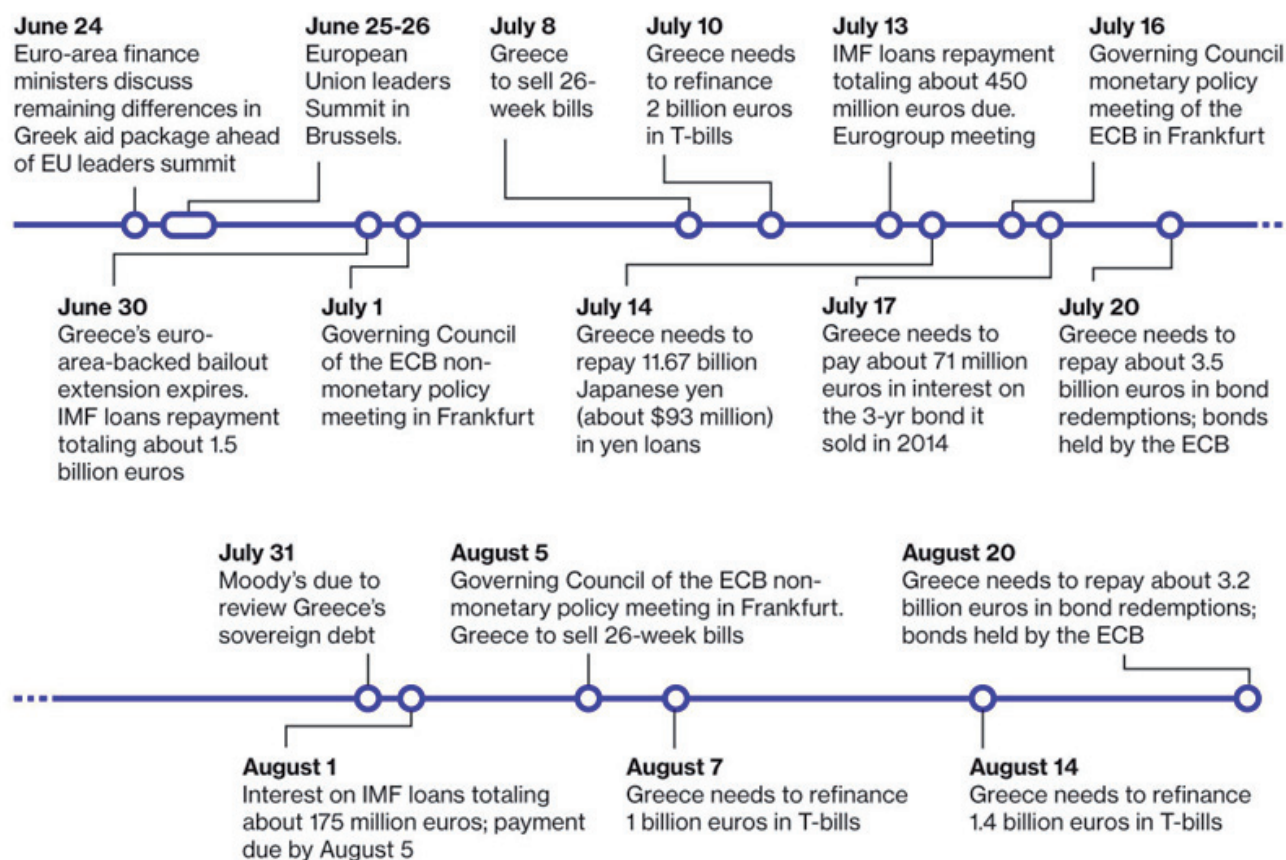 June 24
Euro-area finance
ministers discuss
remaining differences in
Greek aid package ahead
of EU leaders summit
June 25-26
European
Union leaders
Summit in
Brussels.
July 8
Greece
to sell 26-
week bills
July 10
Greece needs
to refinance
2 billion euros
in T-bills
July 13
IMF loans repayment
totaling about 450
million euros due.
Eurogroup meeting
July 16
Governing Council
monetary policy
meeting of the
ECB in Frankfurt
June 30
Greece’s euro-
area-backed bailout
extension expires.
IMF loans repayment
totaling about 1.5
billion euros
July 1
Governing Council
of the ECB non-
monetary policy
meeting in Frankfurt
July 14
Greece needs to
repay 11.67 billion
Japanese yen
(about $93 million)
in yen loans
July 17
Greece needs to
pay about 71 million
euros in interest on
the 3-yr bond it
sold in 2014
July 20
Greece needs to
repay about 3.5
billion euros in bond
redemptions; bonds
held by the ECB
July 31
Moody’s due to
review Greece’s
sovereign debt
August 5
Governing Council of the ECB non-
monetary policy meeting in Frankfurt.
Greece to sell 26-week bills
August 20
Greece needs to repay about 3.2
billion euros in bond redemptions;
bonds held by the ECB
August 1
Interest on IMF loans totaling
about 175 million euros; payment
due by August 5
August 7
Greece needs to refinance
1 billion euros in T-bills
August 14
Greece needs to refinance
1.4 billion euros in T-bills